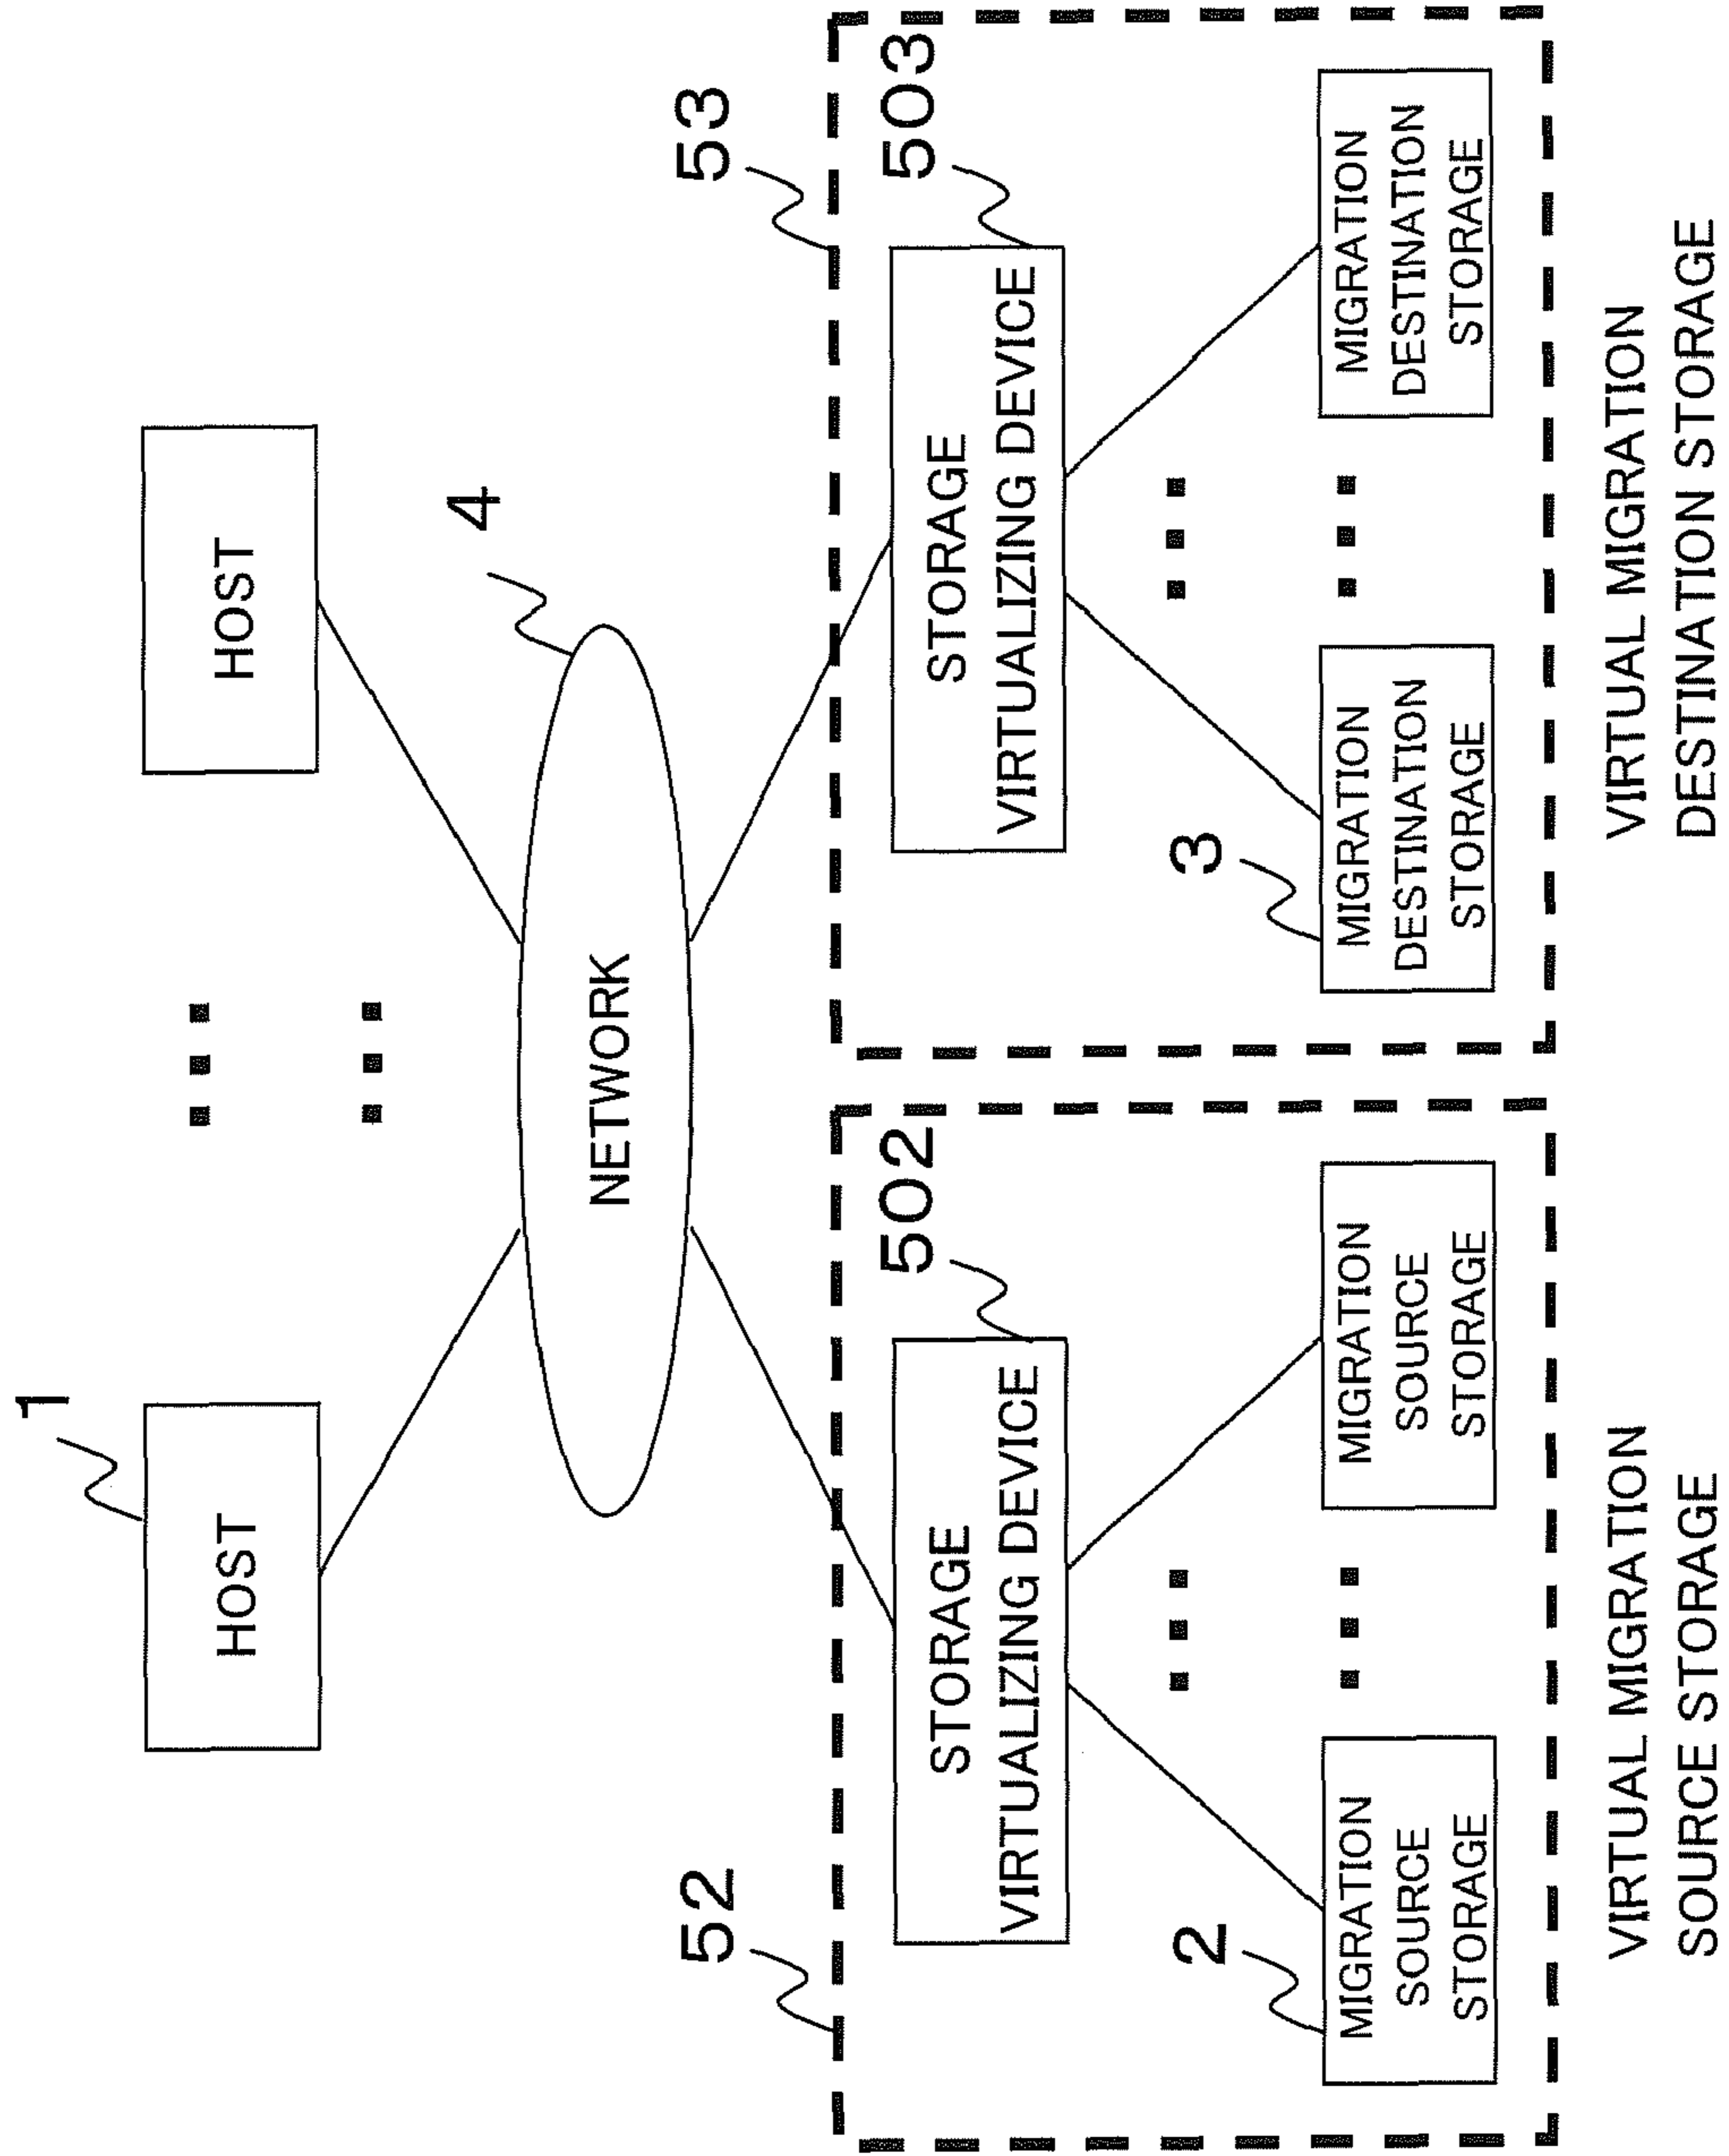 1
HOST
HOST
4
NETWORK
52
53
502
503
STORAGE
VIRTUALIZING DEVICE
STORAGE
VIRTUALIZING DEVICE
2
3
MIGRATION
SOURCE
STORAGE
MIGRATION
SOURCE
STORAGE
MIGRATION
DESTINATION
STORAGE
MIGRATION
DESTINATION
STORAGE
VIRTUAL MIGRATION
SOURCE STORAGE
VIRTUAL MIGRATION
DESTINATION STORAGE